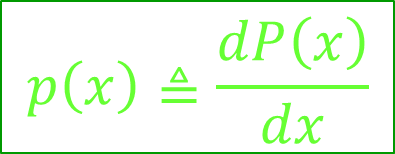 p(x) ≜ dP(x)/dx